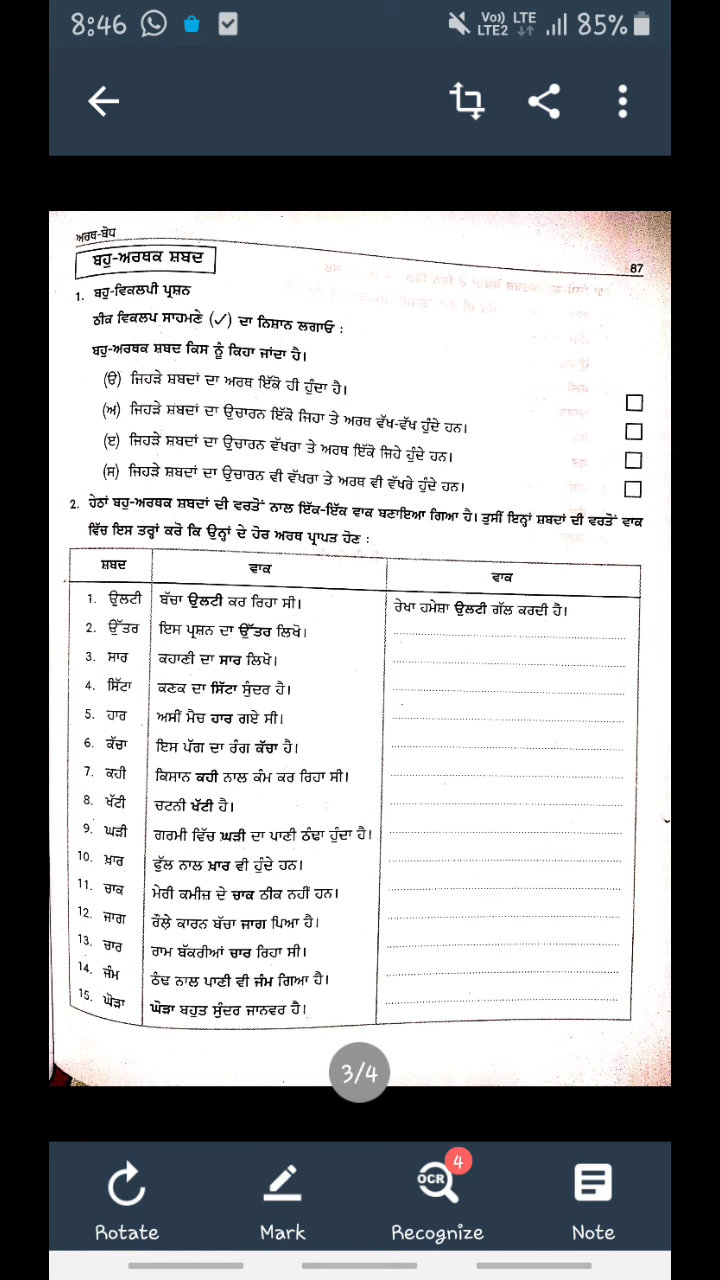 8:46 Vo)) LTE LTE2 85%
ਅਰਥ-ਬੋਧ
87
ਬਹੁ-ਅਰਥਕ ਸ਼ਬਦ
1. ਬਹੁ-ਵਿਕਲਪੀ ਪ੍ਰਸ਼ਨ
ਠੀਕ ਵਿਕਲਪ ਸਾਹਮਣੇ (✓) ਦਾ ਨਿਸ਼ਾਨ ਲਗਾਓ :
ਬਹੁ-ਅਰਥਕ ਸ਼ਬਦ ਕਿਸ ਨੂੰ ਕਿਹਾ ਜਾਂਦਾ ਹੈ।
(ੳ) ਜਿਹੜੇ ਸ਼ਬਦਾਂ ਦਾ ਅਰਥ ਇੱਕੋ ਹੀ ਹੁੰਦਾ ਹੈ।
(ਅ) ਜਿਹੜੇ ਸ਼ਬਦਾਂ ਦਾ ਉਚਾਰਨ ਇੱਕੋ ਜਿਹਾ ਤੇ ਅਰਥ ਵੱਖ-ਵੱਖ ਹੁੰਦੇ ਹਨ।
(ੲ) ਜਿਹੜੇ ਸ਼ਬਦਾਂ ਦਾ ਉਚਾਰਨ ਵੱਖਰਾ ਤੇ ਅਰਥ ਇੱਕੋ ਜਿਹੇ ਹੁੰਦੇ ਹਨ।
(ਸ) ਜਿਹੜੇ ਸ਼ਬਦਾਂ ਦਾ ਉਚਾਰਨ ਵੀ ਵੱਖਰਾ ਤੇ ਅਰਥ ਵੀ ਵੱਖਰੇ ਹੁੰਦੇ ਹਨ।
2. ਹੇਠਾਂ ਬਹੁ-ਅਰਥਕ ਸ਼ਬਦਾਂ ਦੀ ਵਰਤੋਂ ਨਾਲ ਇੱਕ-ਇੱਕ ਵਾਕ ਬਣਾਇਆ ਗਿਆ ਹੈ। ਤੁਸੀਂ ਇਨ੍ਹਾਂ ਸ਼ਬਦਾਂ ਦੀ ਵਰਤੋਂ ਵਾਕ
ਵਿੱਚ ਇਸ ਤਰ੍ਹਾਂ ਕਰੋ ਕਿ ਉਨ੍ਹਾਂ ਦੇ ਹੋਰ ਅਰਥ ਪ੍ਰਾਪਤ ਹੋਣ :
ਸ਼ਬਦ ਵਾਕ ਵਾਕ
1. ਉਲਟੀ ਬੱਚਾ ਉਲਟੀ ਕਰ ਰਿਹਾ ਸੀ। ਰੇਖਾ ਹਮੇਸ਼ਾ ਉਲਟੀ ਗੱਲ ਕਰਦੀ ਹੈ।
2. ਉੱਤਰ ਇਸ ਪ੍ਰਸ਼ਨ ਦਾ ਉੱਤਰ ਲਿਖੋ।
3. ਸਾਰ ਕਹਾਣੀ ਦਾ ਸਾਰ ਲਿਖੋ।
4. ਸਿੱਟਾ ਕਣਕ ਦਾ ਸਿੱਟਾ ਸੁੰਦਰ ਹੈ।
5. ਹਾਰ ਅਸੀਂ ਮੈਚ ਹਾਰ ਗਏ ਸੀ।
6. ਕੱਚਾ ਇਸ ਪੱਗ ਦਾ ਰੰਗ ਕੱਚਾ ਹੈ।
7. ਕਹੀ ਕਿਸਾਨ ਕਹੀ ਨਾਲ ਕੰਮ ਕਰ ਰਿਹਾ ਸੀ।
8. ਖੱਟੀ ਚਟਨੀ ਖੱਟੀ ਹੈ।
9. ਘੜੀ ਗਰਮੀ ਵਿੱਚ ਘੜੀ ਦਾ ਪਾਣੀ ਠੰਢਾ ਹੁੰਦਾ ਹੈ।
10. ਖ਼ਾਰ ਫੁੱਲ ਨਾਲ ਖ਼ਾਰ ਵੀ ਹੁੰਦੇ ਹਨ।
11. ਚਾਕ ਮੇਰੀ ਕਮੀਜ਼ ਦੇ ਚਾਕ ਠੀਕ ਨਹੀਂ ਹਨ।
12. ਜਾਗ ਰੌਲ਼ੇ ਕਾਰਨ ਬੱਚਾ ਜਾਗ ਪਿਆ ਹੈ।
13. ਚਾਰ ਰਾਮ ਬੱਕਰੀਆਂ ਚਾਰ ਰਿਹਾ ਸੀ।
14. ਜੰਮ ਠੰਢ ਨਾਲ ਪਾਣੀ ਵੀ ਜੰਮ ਗਿਆ ਹੈ।
15. ਘੋੜਾ ਘੋੜਾ ਬਹੁਤ ਸੁੰਦਰ ਜਾਨਵਰ ਹੈ।
3/4
OCR 4
Rotate Mark Recognize Note